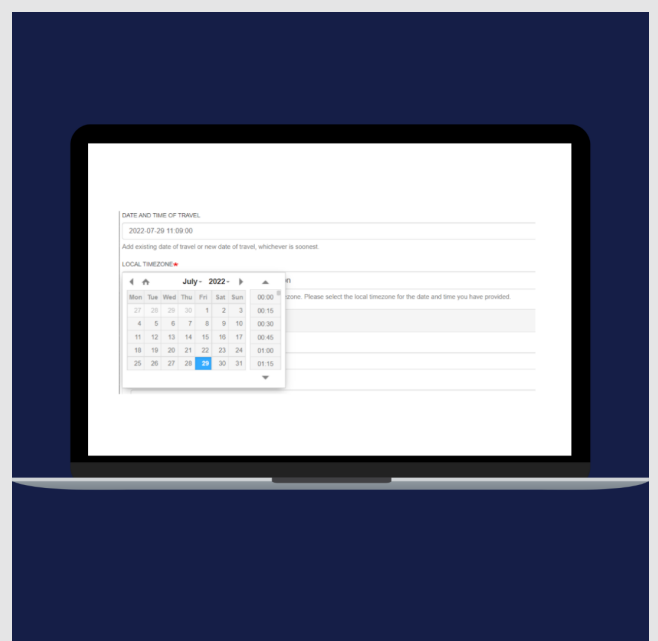 DATE AND TIME OF TRAVEL
2022-07-29 11:09:00
Add existing date of travel or new date of travel, whichever is soonest.
LOCAL TIMEZONE*
on
July 2022
Mon Tue Wed Thu Fri Sat Sun 00:00 zone. Please select the local timezone for the date and time you have provided.
27 28 29 30 1 2 3 00:15
4 5 6 7 8 9 10 00:30
11 12 13 14 15 16 17 00:45
18 19 20 21 22 23 24 01:00
25 26 27 28 29 30 31 01:15